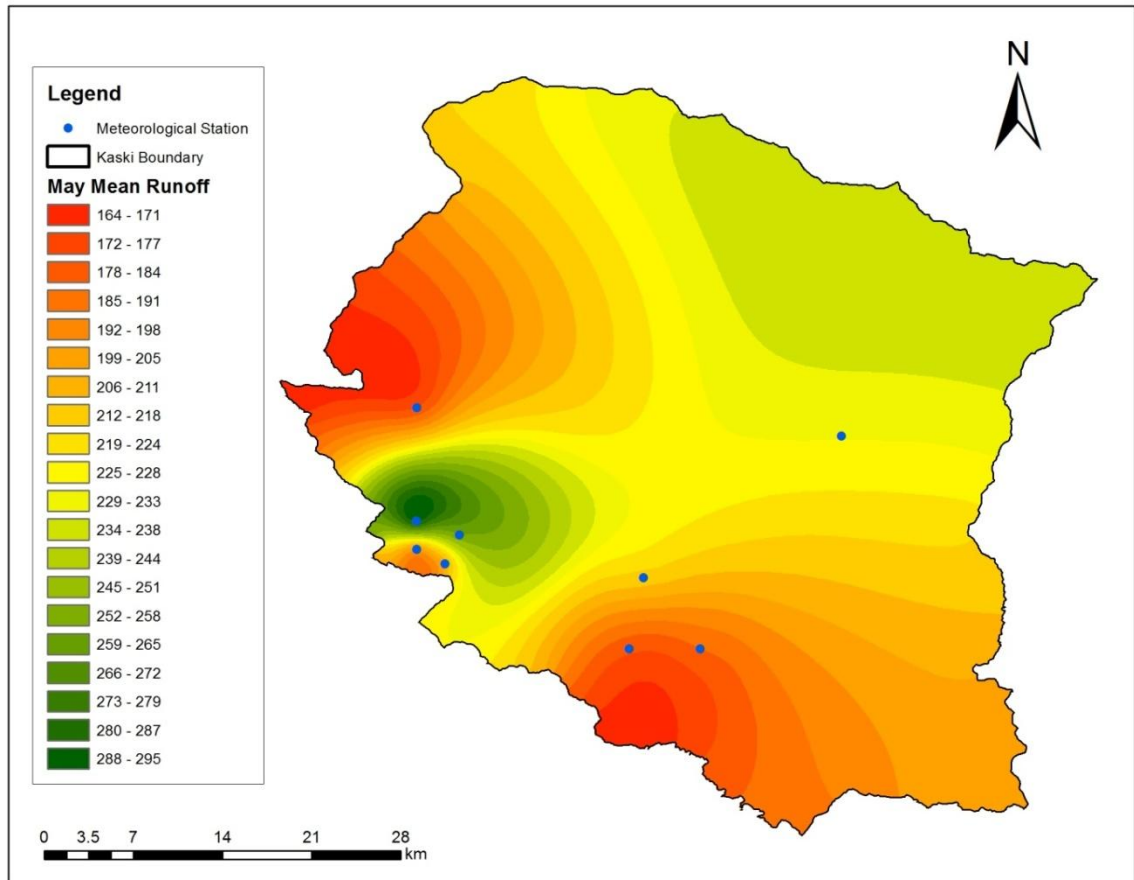 N
Legend
Meteorological Station
Kaski Boundary
May Mean Runoff
164 - 171
172 - 177
178 - 184
185 - 191
192 - 198
199 - 205
206 - 211
212 - 218
219 - 224
225 - 228
229 - 233
234 - 238
239 - 244
245 - 251
252 - 258
259 - 265
266 - 272
273 - 279
280 - 287
288 - 295
0 3.5 7 14 21 28
km